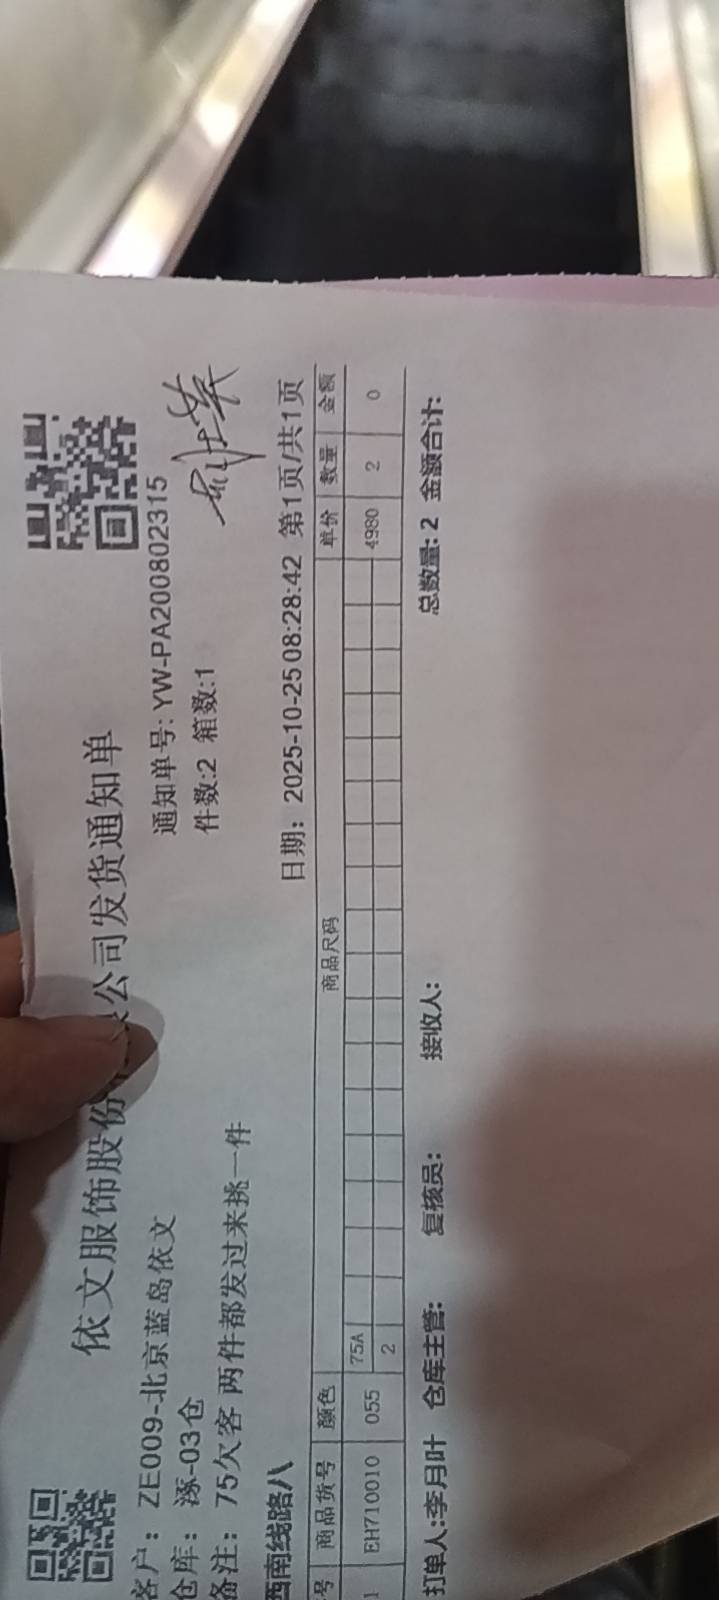 依文服饰股份有限公司发货通知单
客户: ZE009-北京蓝岛依文
通知单号: YW-PA200802315
仓库: 涿-03仓
件数:2 箱数:1
备注: 75欠客 两件都发过来挑一件
西南线路八
日期: 2025-10-25 08:28:42 第1页/共1页
号 商品货号 颜色 商品尺码 单价 数量 金额
75A
1 EH710010 055 2 4980 2 0
打单人:李月叶 仓库主管: 复核员: 接收人: 总数量: 2 金额合计: